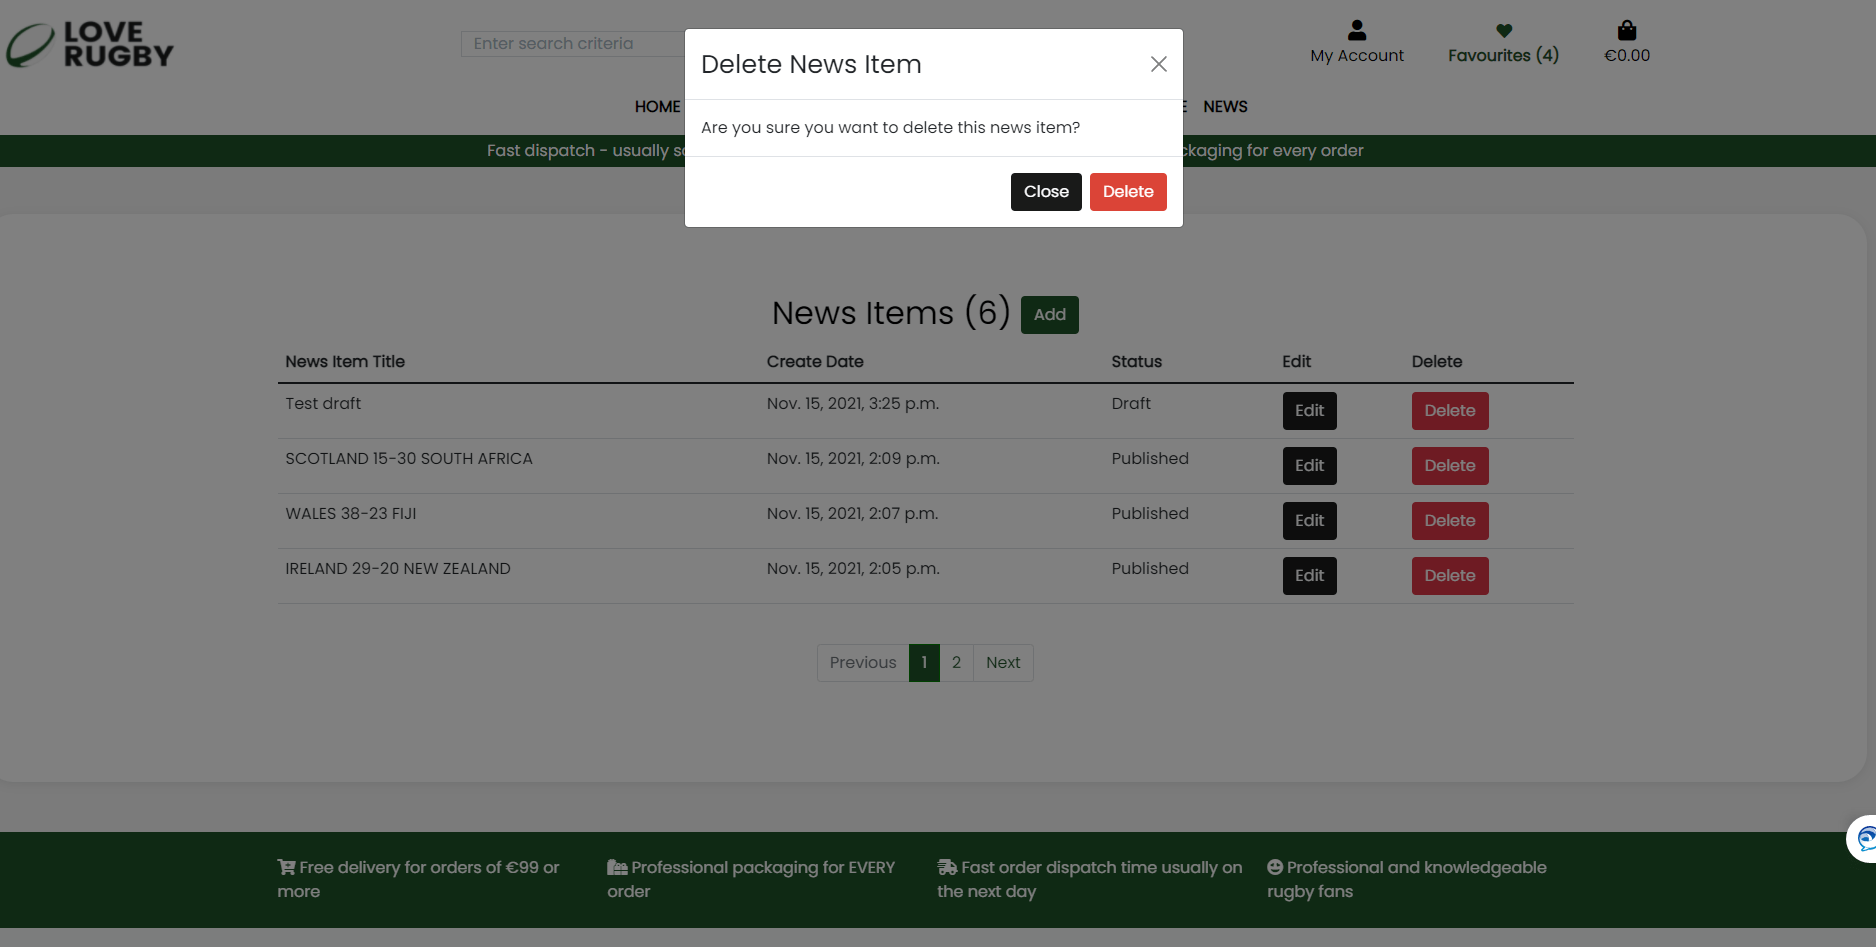 LOVE
RUGBY
Enter search criteria
My Account
Favourites (4)
€0.00
Delete News Item
HOME
NEWS
Are you sure you want to delete this news item?
Fast dispatch - usually
for every order
Close
Delete
News Items (6)
Add
News Item Title
Create Date
Status
Edit
Delete
Test draft
Nov. 15, 2021, 3:25 p.m.
Draft
Edit
Delete
SCOTLAND 15-30 SOUTH AFRICA
Nov. 15, 2021, 2:09 p.m.
Published
Edit
Delete
WALES 38-23 FIJI
Nov. 15, 2021, 2:07 p.m.
Published
Edit
Delete
IRELAND 29-20 NEW ZEALAND
Nov. 15, 2021, 2:05 p.m.
Published
Edit
Delete
Previous
1
2
Next
Free delivery for orders of €99 or
more
Professional packaging for EVERY
order
Fast order dispatch time usually on
the next day
Professional and knowledgeable
rugby fans